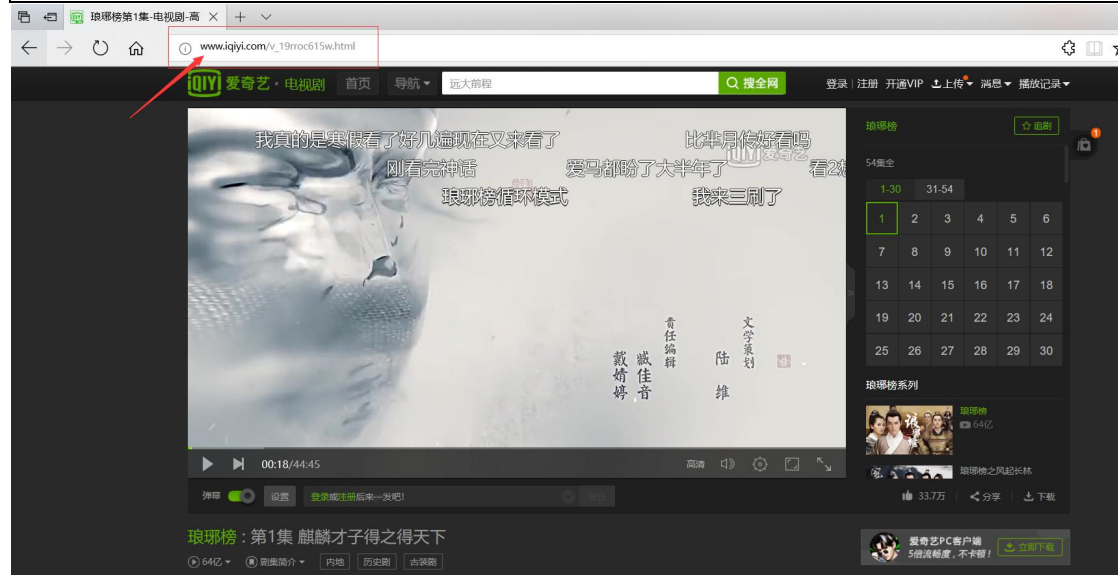 琅琊榜第1集-电视剧-高
www.iqiyi.com/v_19rroc615w.html
iQIYI 爱奇艺·电视剧 首页 导航 远大前程 搜全网 登录 注册 开通VIP 上传 消息 播放记录
我真的是寒假看了好几遍现在又来看了 比芈月传好看吗
刚看完神话 爱马都盼了大半年了
琅琊榜循环模式 我来三刷了
iQIYI 爱奇艺
文学策划
陆维
责任编辑
臧佳音
戴婧婷
00:18/44:45 高清
弹幕 设置 登录或注册后来一发吧!
琅琊榜 追剧
1
54集全
1-30 31-54
1 2 3 4 5 6
7 8 9 10 11 12
13 14 15 16 17 18
19 20 21 22 23 24
25 26 27 28 29 30
琅琊榜系列
琅琊榜
64亿
琅琊榜之风起长林
33.7万 分享 下载
琅琊榜:第1集 麒麟才子得之得天下
64亿 剧集简介 内地 历史剧 古装剧
爱奇艺PC客户端
5倍流畅度,不卡顿!
立即下载